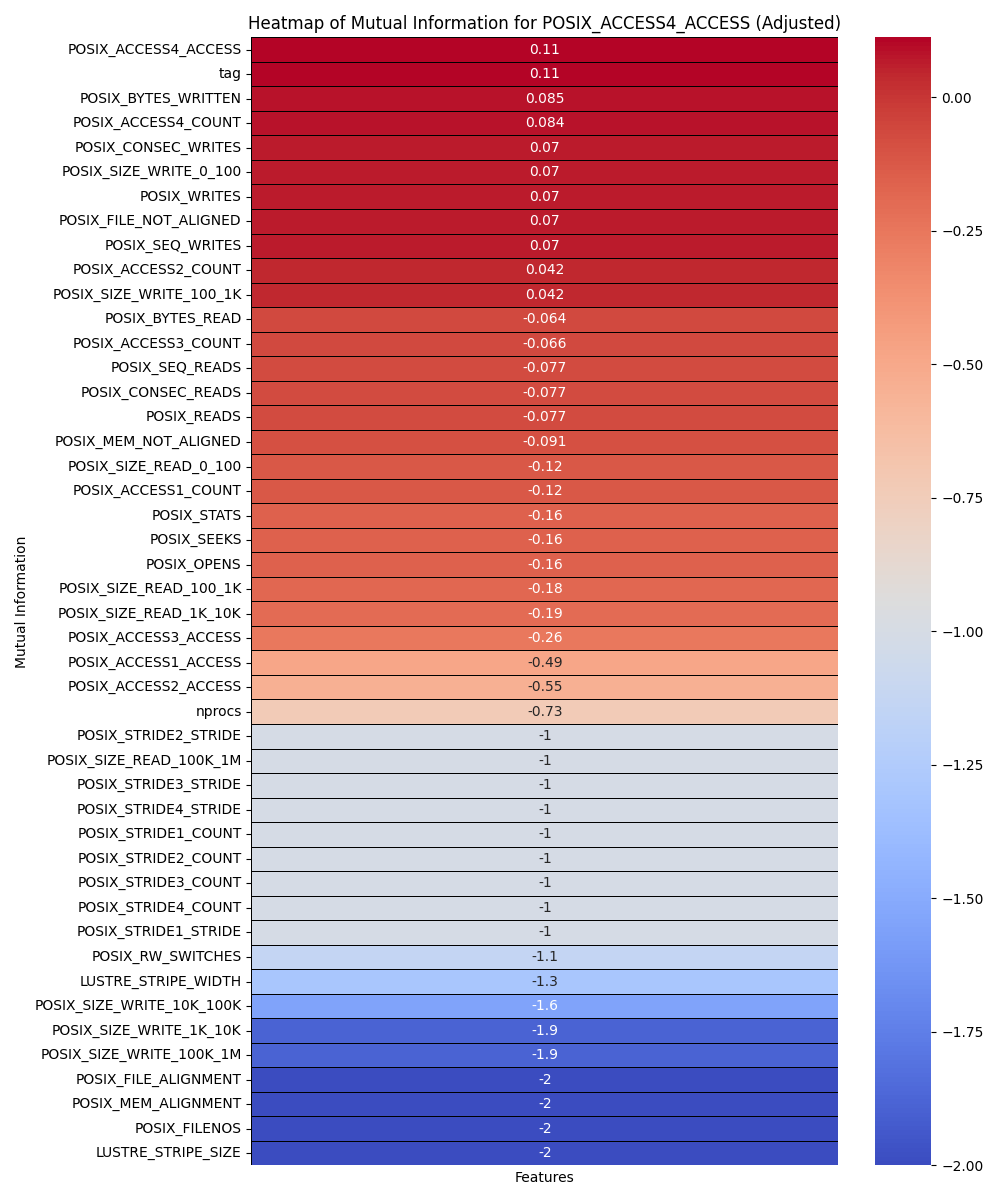 Heatmap of Mutual Information for POSIX_ACCESS4_ACCESS (Adjusted)
POSIX_ACCESS4_ACCESS 0.11
tag 0.11
POSIX_BYTES_WRITTEN 0.085
POSIX_ACCESS4_COUNT 0.084
POSIX_CONSEC_WRITES 0.07
POSIX_SIZE_WRITE_0_100 0.07
POSIX_WRITES 0.07
POSIX_FILE_NOT_ALIGNED 0.07
POSIX_SEQ_WRITES 0.07
POSIX_ACCESS2_COUNT 0.042
POSIX_SIZE_WRITE_100_1K 0.042
POSIX_BYTES_READ -0.064
POSIX_ACCESS3_COUNT -0.066
POSIX_SEQ_READS -0.077
POSIX_CONSEC_READS -0.077
POSIX_READS -0.077
POSIX_MEM_NOT_ALIGNED -0.091
POSIX_SIZE_READ_0_100 -0.12
POSIX_ACCESS1_COUNT -0.12
POSIX_STATS -0.16
POSIX_SEEKS -0.16
POSIX_OPENS -0.16
POSIX_SIZE_READ_100_1K -0.18
POSIX_SIZE_READ_1K_10K -0.19
POSIX_ACCESS3_ACCESS -0.26
POSIX_ACCESS1_ACCESS -0.49
POSIX_ACCESS2_ACCESS -0.55
nprocs -0.73
POSIX_STRIDE2_STRIDE -1
POSIX_SIZE_READ_100K_1M -1
POSIX_STRIDE3_STRIDE -1
POSIX_STRIDE4_STRIDE -1
POSIX_STRIDE1_COUNT -1
POSIX_STRIDE2_COUNT -1
POSIX_STRIDE3_COUNT -1
POSIX_STRIDE4_COUNT -1
POSIX_STRIDE1_STRIDE -1
POSIX_RW_SWITCHES -1.1
LUSTRE_STRIPE_WIDTH -1.3
POSIX_SIZE_WRITE_10K_100K -1.6
POSIX_SIZE_WRITE_1K_10K -1.9
POSIX_SIZE_WRITE_100K_1M -1.9
POSIX_FILE_ALIGNMENT -2
POSIX_MEM_ALIGNMENT -2
POSIX_FILENOS -2
LUSTRE_STRIPE_SIZE -2
Mutual Information
Features
0.00
−0.25
−0.50
−0.75
−1.00
−1.25
−1.50
−1.75
−2.00